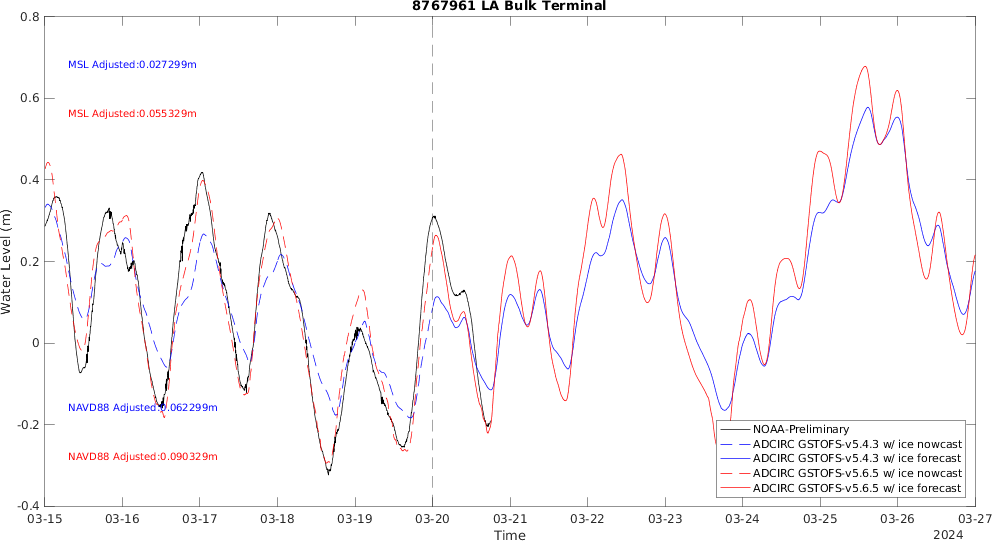 8767961 LA Bulk Terminal
0.8
0.6
0.4
0.2
0
-0.2
-0.4
Water Level (m)
MSL Adjusted:0.027299m
MSL Adjusted:0.055329m
NAVD88 Adjusted:0.062299m
NAVD88 Adjusted:0.090329m
NOAA-Preliminary
ADCIRC GSTOFS-v5.4.3 w/ ice nowcast
ADCIRC GSTOFS-v5.4.3 w/ ice forecast
ADCIRC GSTOFS-v5.6.5 w/ ice nowcast
ADCIRC GSTOFS-v5.6.5 w/ ice forecast
03-15 03-16 03-17 03-18 03-19 03-20 03-21 03-22 03-23 03-24 03-25 03-26 03-27
Time
2024